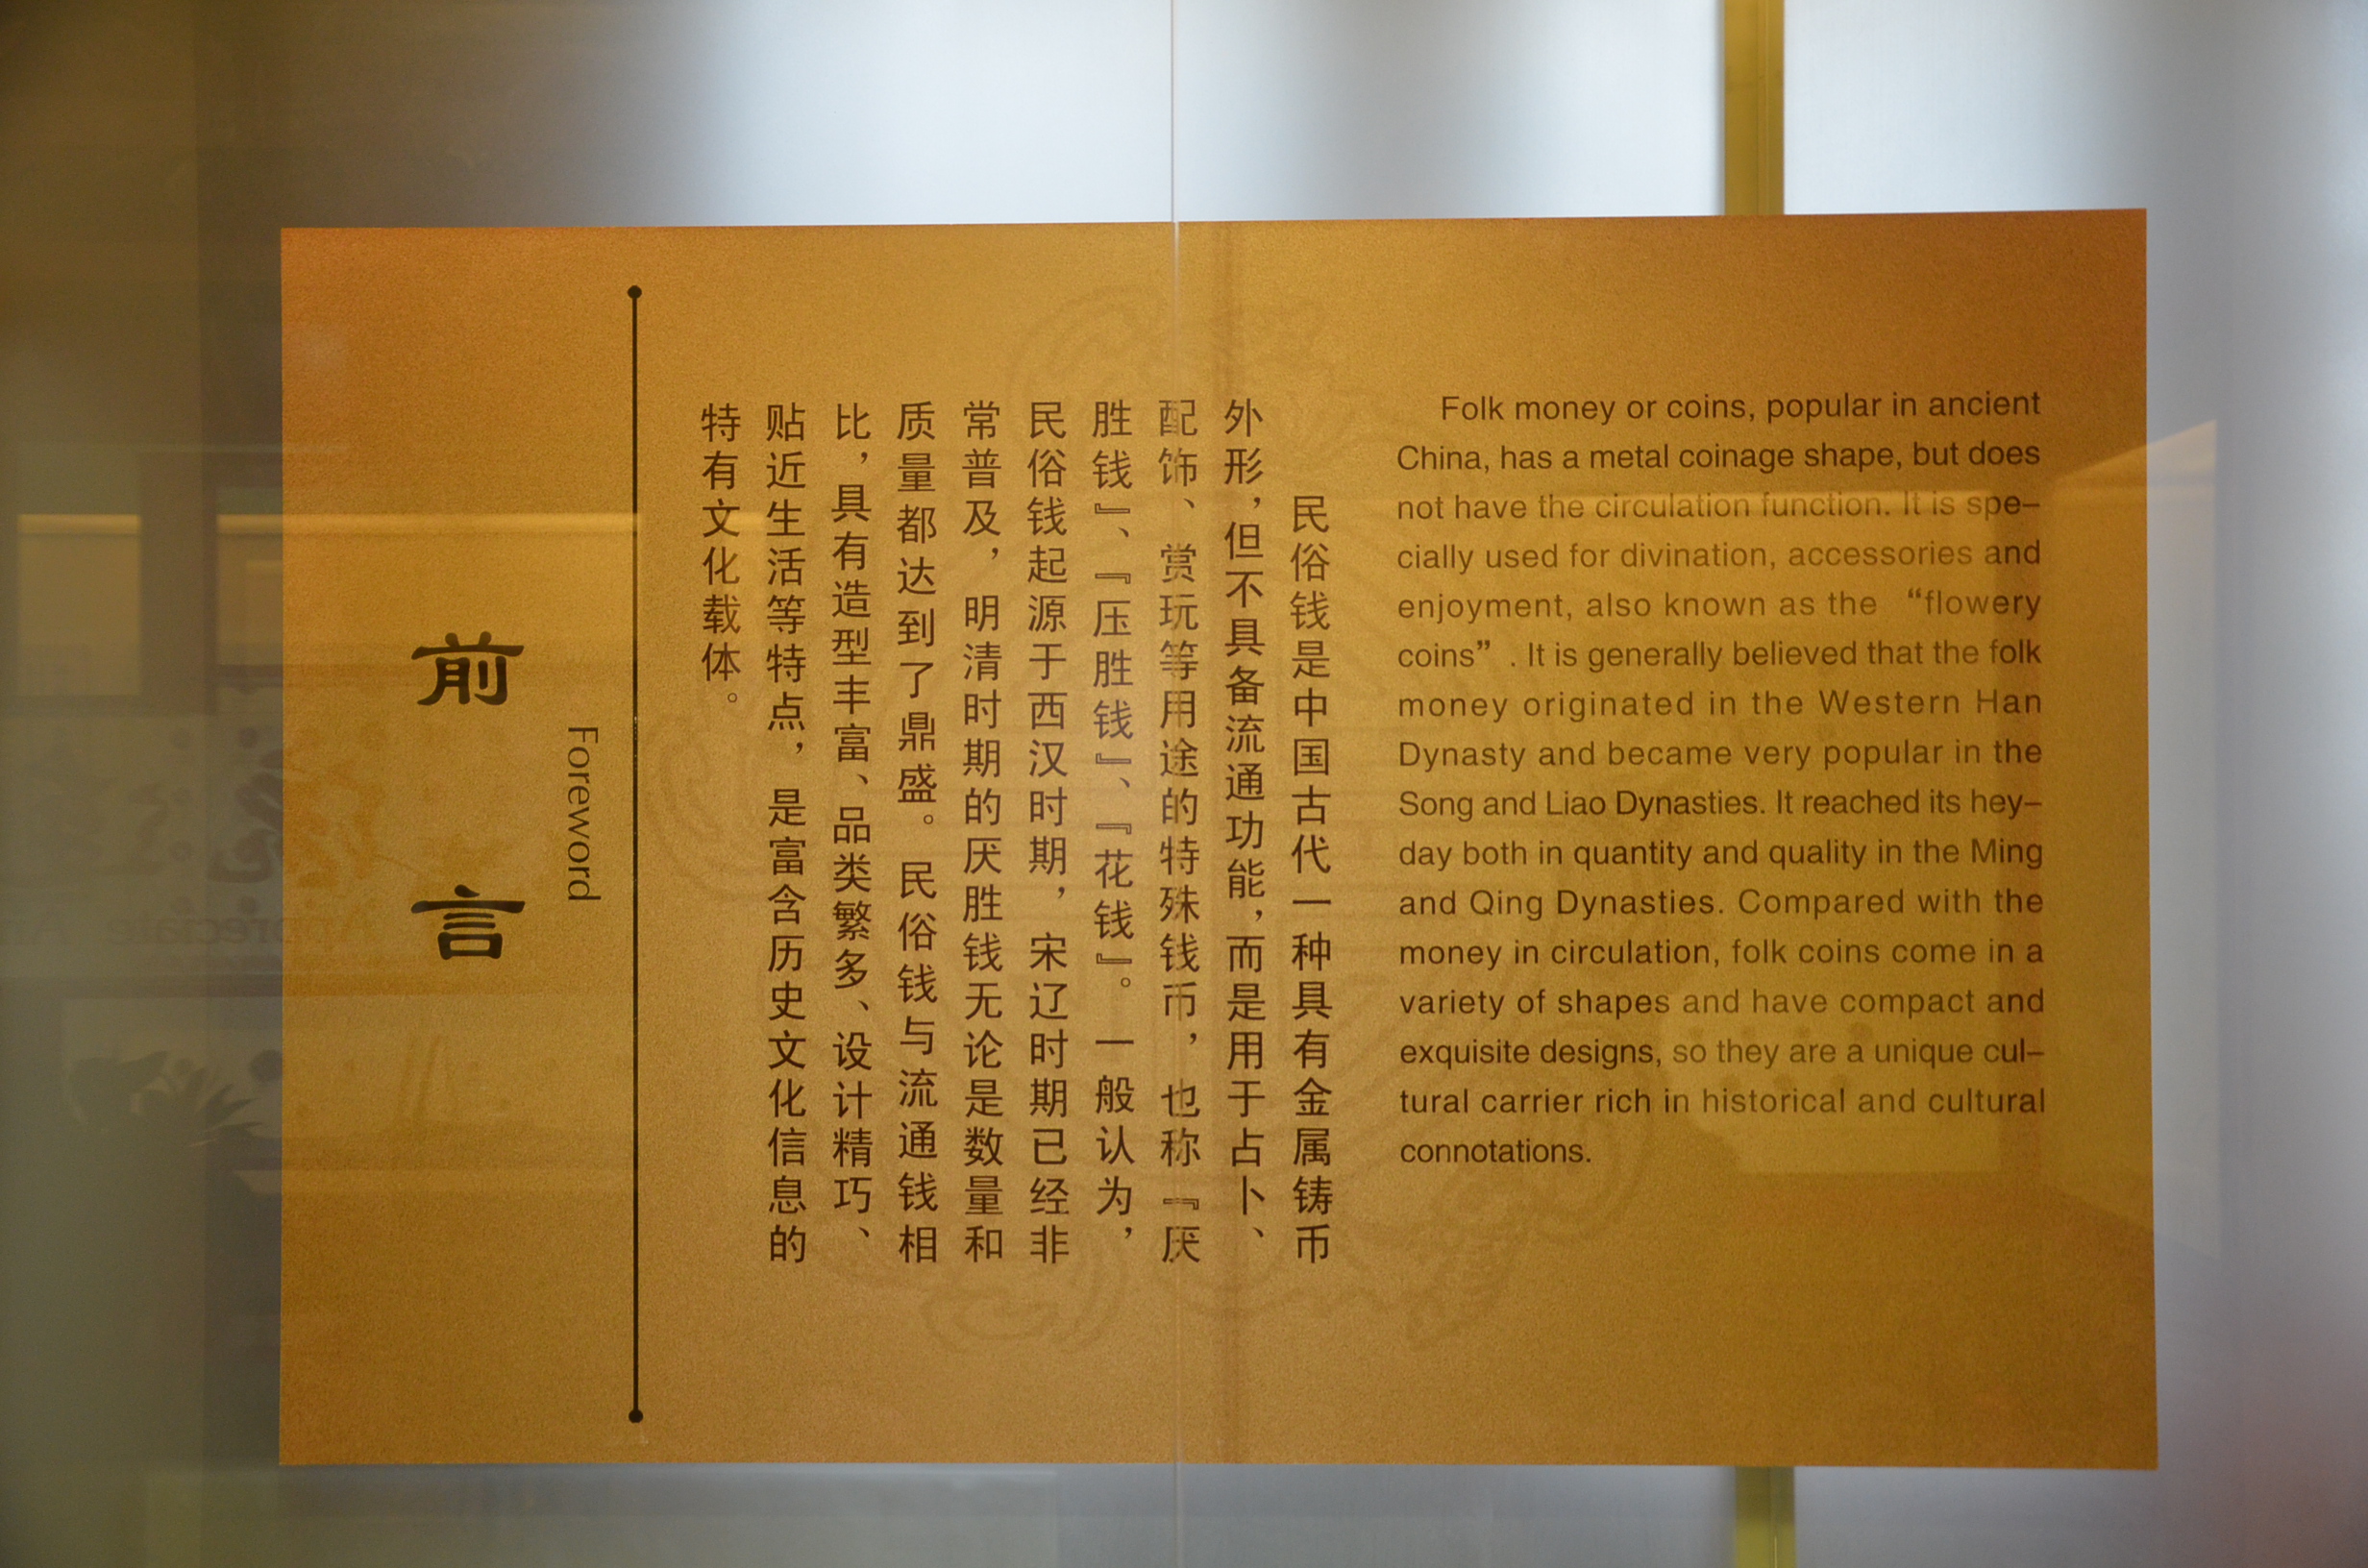 前言
Foreword
民俗钱是中国古代一种具有金属铸币
外形，但不具备流通功能，而是用于占卜、
配饰、赏玩等用途的特殊钱币，也称『厌
胜钱』、『压胜钱』、『花钱』。一般认为，
民俗钱起源于西汉时期，宋辽时期已经非
常普及，明清时期的厌胜钱无论是数量和
质量都达到了鼎盛。民俗钱与流通钱相
比，具有造型丰富、品类繁多、设计精巧、
贴近生活等特点，是富含历史文化信息的
特有文化载体。
Folk money or coins, popular in ancient
China, has a metal coinage shape, but does
not have the circulation function. It is spe–
cially used for divination, accessories and
enjoyment, also known as the “flowery
coins” . It is generally believed that the folk
money originated in the Western Han
Dynasty and became very popular in the
Song and Liao Dynasties. It reached its hey–
day both in quantity and quality in the Ming
and Qing Dynasties. Compared with the
money in circulation, folk coins come in a
variety of shapes and have compact and
exquisite designs, so they are a unique cul–
tural carrier rich in historical and cultural
connotations.
Appreciate